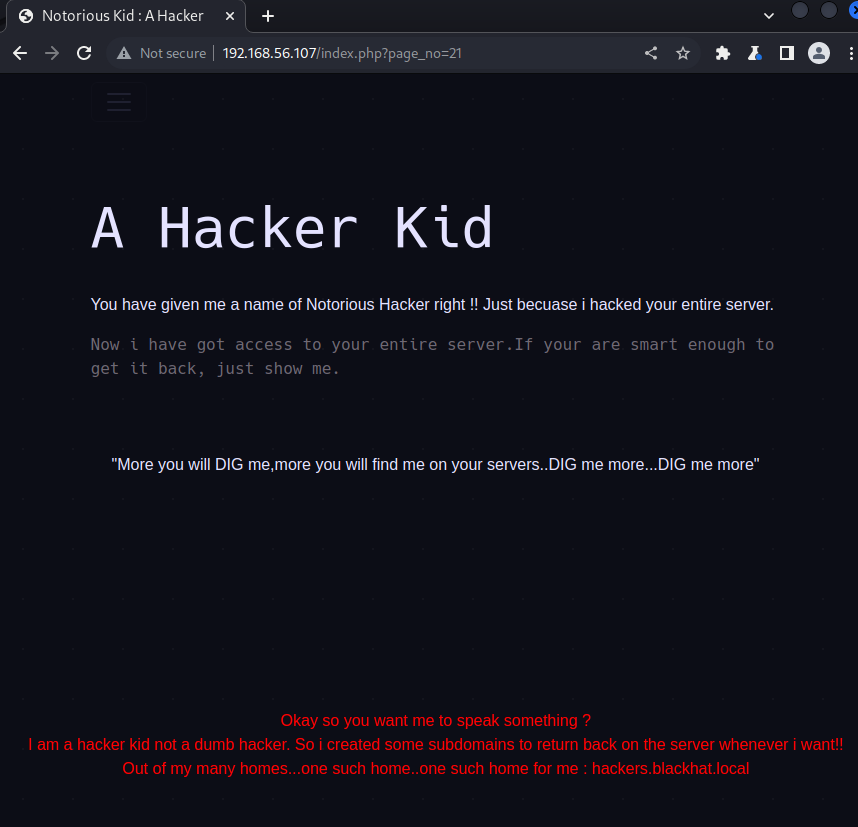 Notorious Kid : A Hacker
Not secure
192.168.56.107/index.php?page_no=21
A Hacker Kid
You have given me a name of Notorious Hacker right !! Just becuase i hacked your entire server.
Now i have got access to your entire server.If your are smart enough to
get it back, just show me.
"More you will DIG me,more you will find me on your servers..DIG me more...DIG me more"
Okay so you want me to speak something ?
I am a hacker kid not a dumb hacker. So i created some subdomains to return back on the server whenever i want!!
Out of my many homes...one such home..one such home for me : hackers.blackhat.local